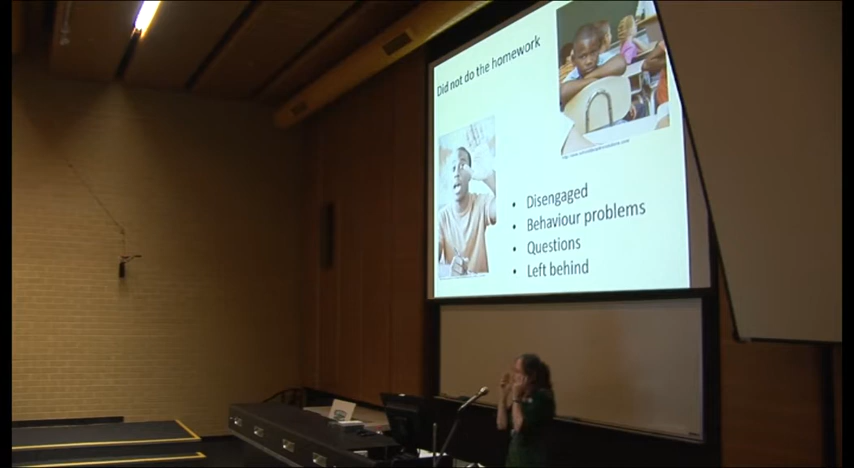 Did not do the homework
• Disengaged
• Behaviour problems
• Questions
• Left behind